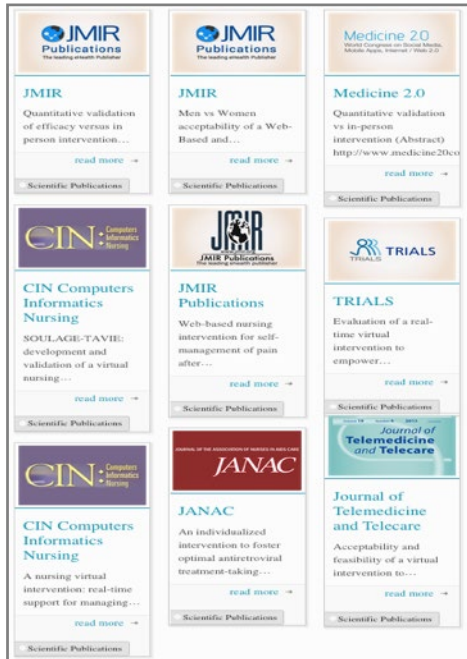 JMIR
Publications
The leading eHealth Publisher
JMIR
Quantitative validation
of efficacy versus in
person intervention...
read more →
Scientific Publications
JMIR
Publications
The leading eHealth Publisher
JMIR
Men vs Women
acceptability of a Web-
Based and...
read more →
Scientific Publications
Medicine 2.0
World Congress on Social Media,
Mobile Apps, Internet / Web 2.0
Medicine 2.0
Quantitative validation
vs in-person
intervention (Abstract)
http://www.medicine20co
read more →
Scientific Publications
CIN: Computers
Informatics
Nursing
CIN Computers
Informatics
Nursing
SOULAGE-TAVIE:
development and
validation of a virtual
nursing...
read more →
Scientific Publications
JMIR
JMIR Publications
The leading eHealth publisher
JMIR
Publications
Web-based nursing
intervention for self-
management of pain
after...
read more →
Scientific Publications
TRIALS
TRIALS
TRIALS
Evaluation of a real-
time virtual
intervention to
empower...
read more →
Scientific Publications
CIN: Computers
Informatics
Nursing
CIN Computers
Informatics
Nursing
A nursing virtual
intervention: real-time
support for managing...
read more →
Scientific Publications
JOURNAL OF THE ASSOCIATION OF NURSES IN AIDS CARE
JANAC
JANAC
An individualized
intervention to foster
optimal antiretroviral
treatment-taking...
read more →
Scientific Publications
Journal of
Telemedicine
and Telecare
Journal of
Telemedicine
and Telecare
Acceptability and
feasibility of a virtual
intervention to...
read more →
Scientific Publications